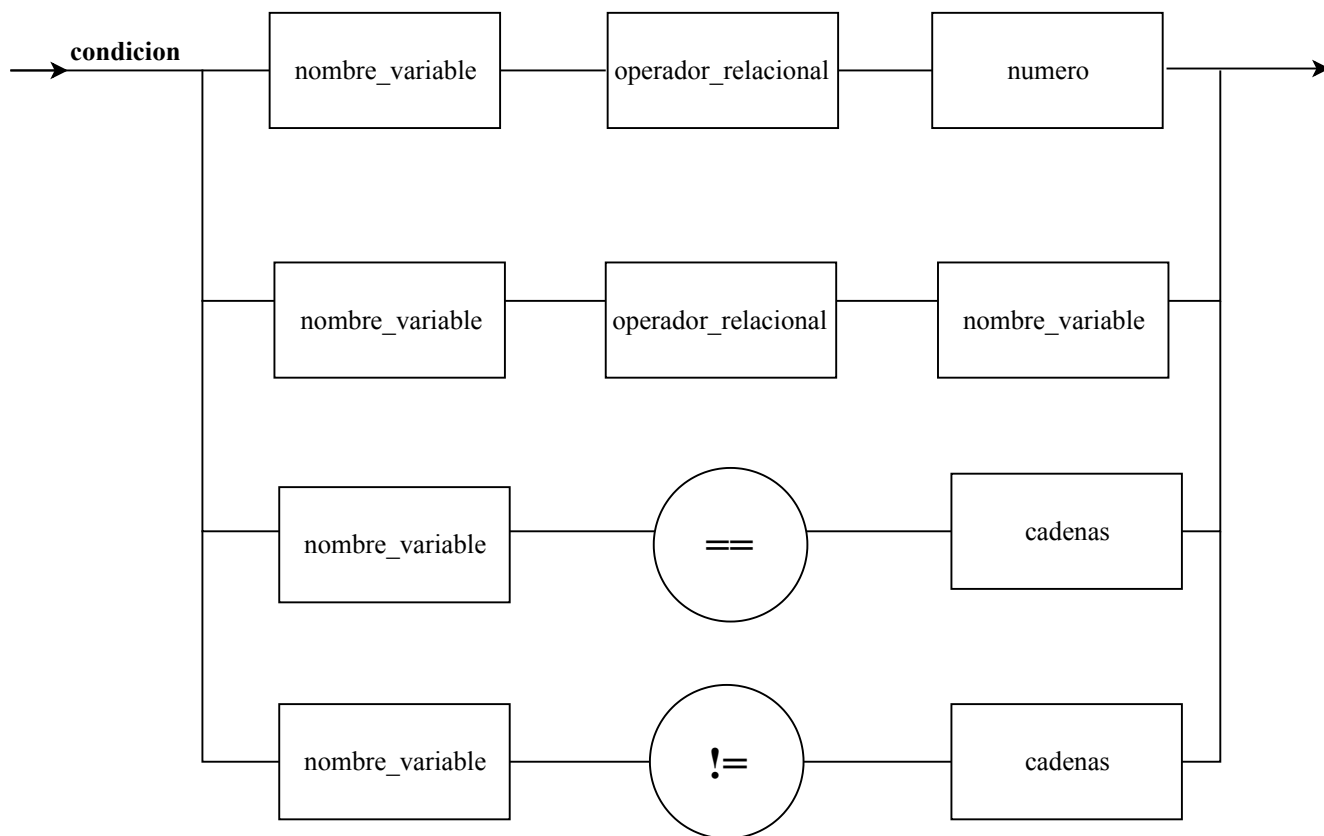 condicion
nombre_variable operador_relacional numero
nombre_variable operador_relacional nombre_variable
nombre_variable == cadenas
nombre_variable != cadenas